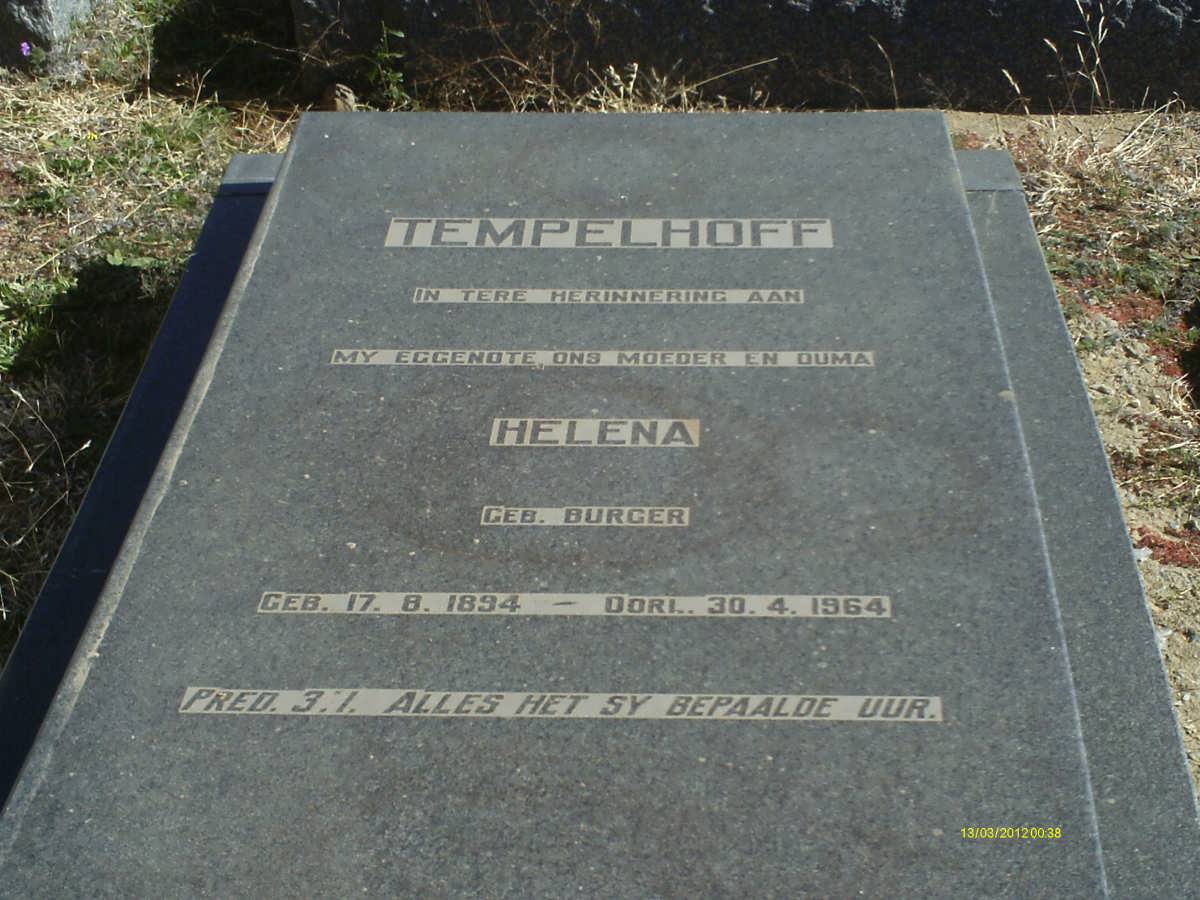 TEMPELHOFF
IN TERE HERINNERING AAN
MY EGGENOTE, ONS MOEDER EN OUMA
HELENA
GEB. BURGER
GEB. 17. 8. 1894 — OORL. 30. 4. 1964
PRED. 3:1. ALLES HET SY BEPAALDE UUR.
13/03/2012 00:38